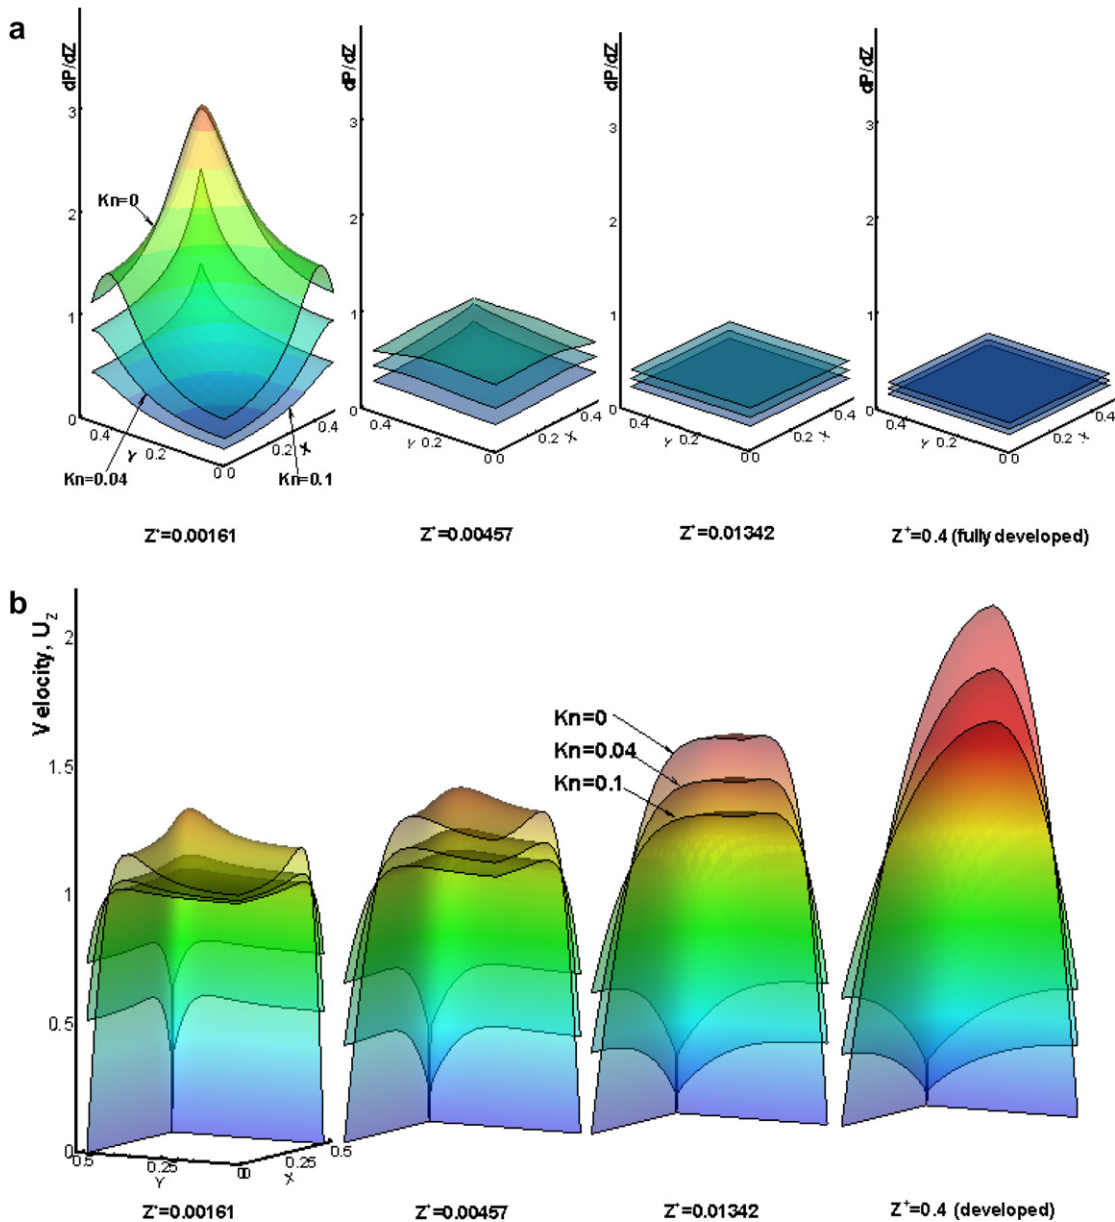 a
dP/dZ
3
2
1
0
Kn=0
Kn=0.04
Kn=0.1
0.4
Y
0.2
0 0
0.2
X
0.4
Z+=0.00161
dP/dZ
3
2
1
0
0.4
Y
0.2
0 0
0.2
X
0.4
Z+=0.00457
dP/dZ
3
2
1
0
0.4
Y
0.2
0 0
0.2
X
0.4
Z+=0.01342
dP/dZ
3
2
1
0
0.4
Y
0.2
0 0
0.2
X
0.4
Z+=0.4 (fully developed)
b
Velocity, Uz
2
1.5
1
0.5
0
0.5
Y
0.25
0 0
X
0.25
0.5
Kn=0
Kn=0.04
Kn=0.1
Z+=0.00161
Z+=0.00457
Z+=0.01342
Z+=0.4 (developed)